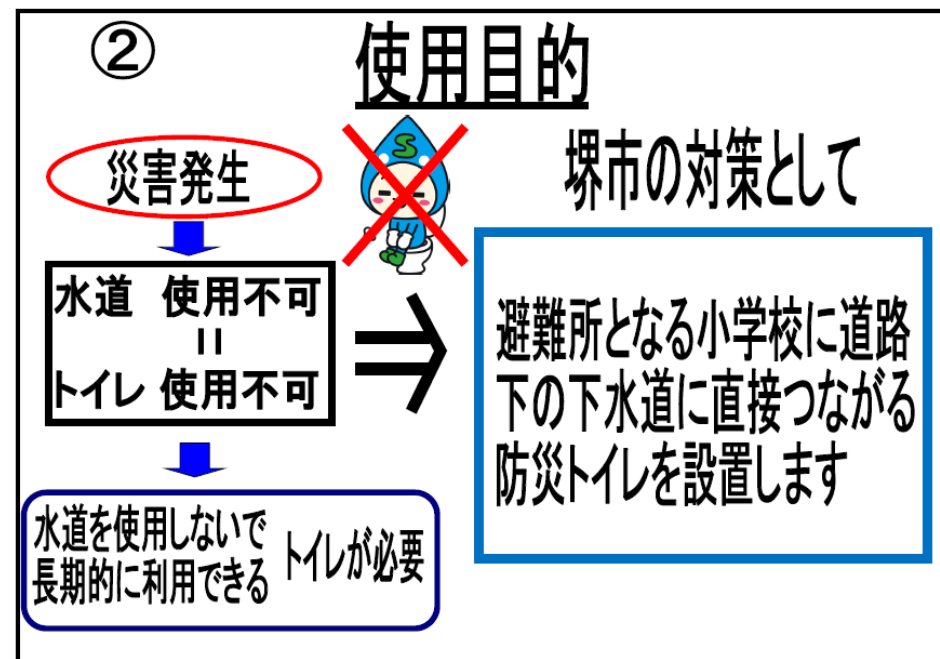 ②
使用目的
災害発生
水道 使用不可
＝
トイレ 使用不可
水道を使用しないで
長期的に利用できる
トイレが必要
S
堺市の対策として
避難所となる小学校に道路
下の下水道に直接つながる
防災トイレを設置します